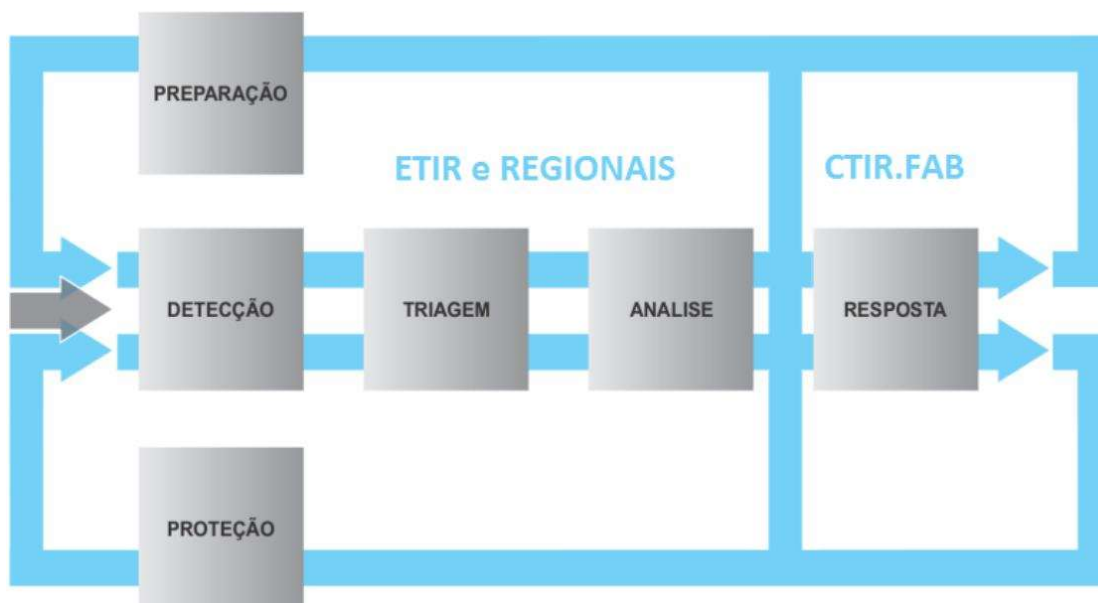 PREPARAÇÃO
ETIR e REGIONAIS
CTIR.FAB
DETECÇÃO
TRIAGEM
ANALISE
RESPOSTA
PROTEÇÃO